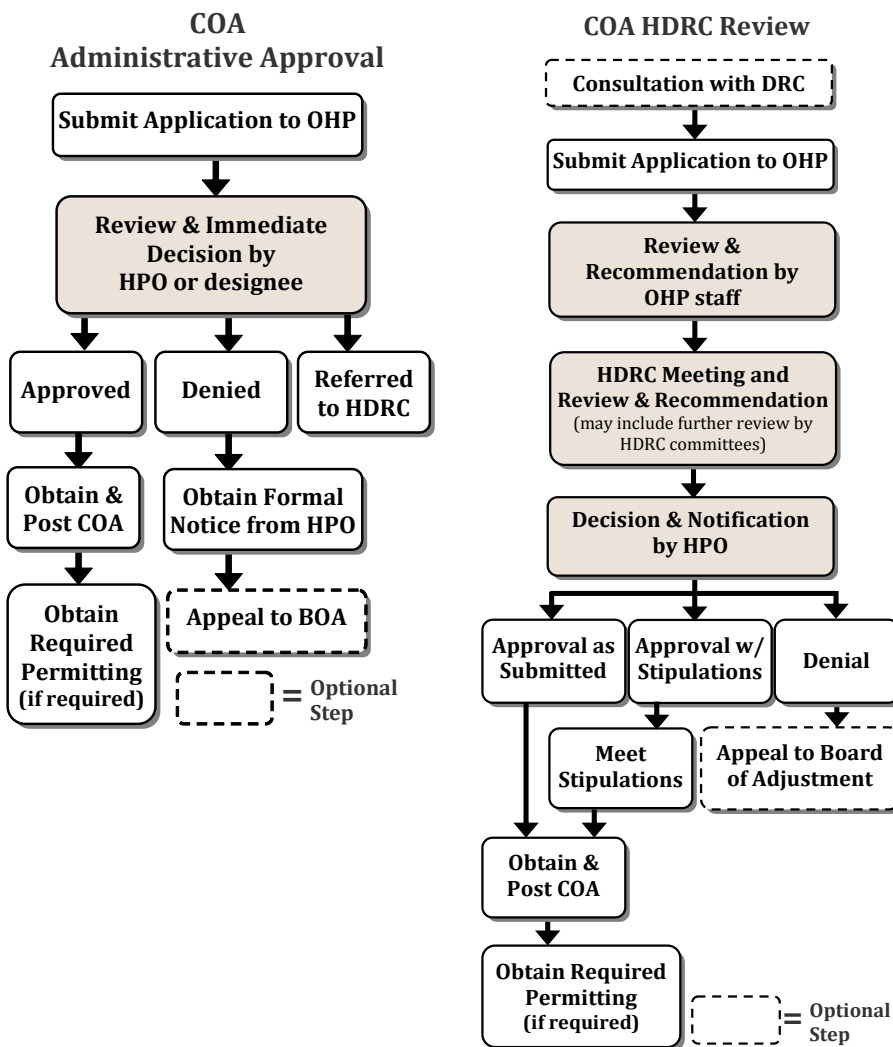 COA
Administrative Approval
Submit Application to OHP
Review & Immediate
Decision by
HPO or designee
Approved
Denied
Referred
to HDRC
Obtain &
Post COA
Obtain Formal
Notice from HPO
Obtain
Required
Permitting
(if required)
Appeal to BOA
= Optional
Step
COA HDRC Review
Consultation with DRC
Submit Application to OHP
Review &
Recommendation by
OHP staff
HDRC Meeting and
Review & Recommendation
(may include further review by
HDRC committees)
Decision & Notification
by HPO
Approval as
Submitted
Approval w/
Stipulations
Denial
Meet
Stipulations
Appeal to Board
of Adjustment
Obtain &
Post COA
Obtain Required
Permitting
(if required)
= Optional
Step